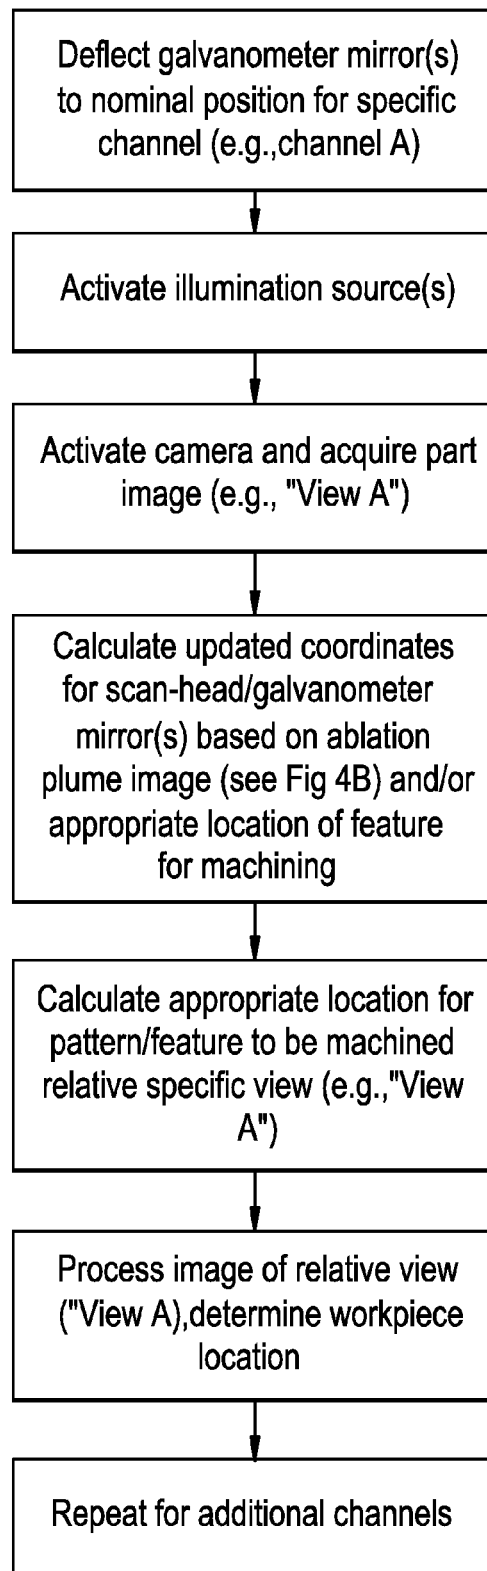 Deflect galvanometer mirror(s)
to nominal position for specific
channel (e.g.,channel A)
Activate illumination source(s)
Activate camera and acquire part
image (e.g., "View A")
Calculate updated coordinates
for scan-head/galvanometer
mirror(s) based on ablation
plume image (see Fig 4B) and/or
appropriate location of feature
for machining
Calculate appropriate location for
pattern/feature to be machined
relative specific view (e.g.,"View
A")
Process image of relative view
("View A),determine workpiece
location
Repeat for additional channels